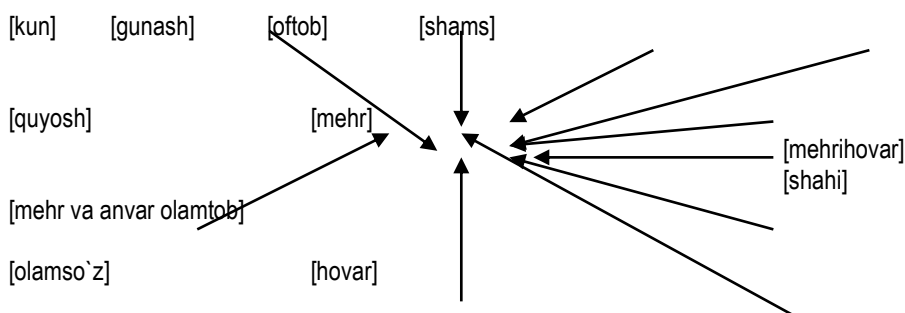 [kun] [gunash] [oftob] [shams]
[quyosh] [mehr]
[mehrihovar]
[shahi]
[mehr va anvar olamtob]
[olamso`z] [hovar]